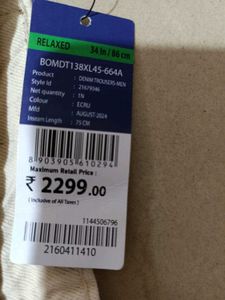 RELAXED 34 in / 86 cm
BOMDT138XL45-664A
Product : DENIM TROUSERS-MEN
Style Id : 21679346
Net quantity : 1N
Colour : ECRU
Mfd : AUGUST-2024
Inseam Length : 75 CM
8 903905 610294
Maximum Retail Price :
₹ 2299.00
( Inclusive of All Taxes )
1144506796
2160411410